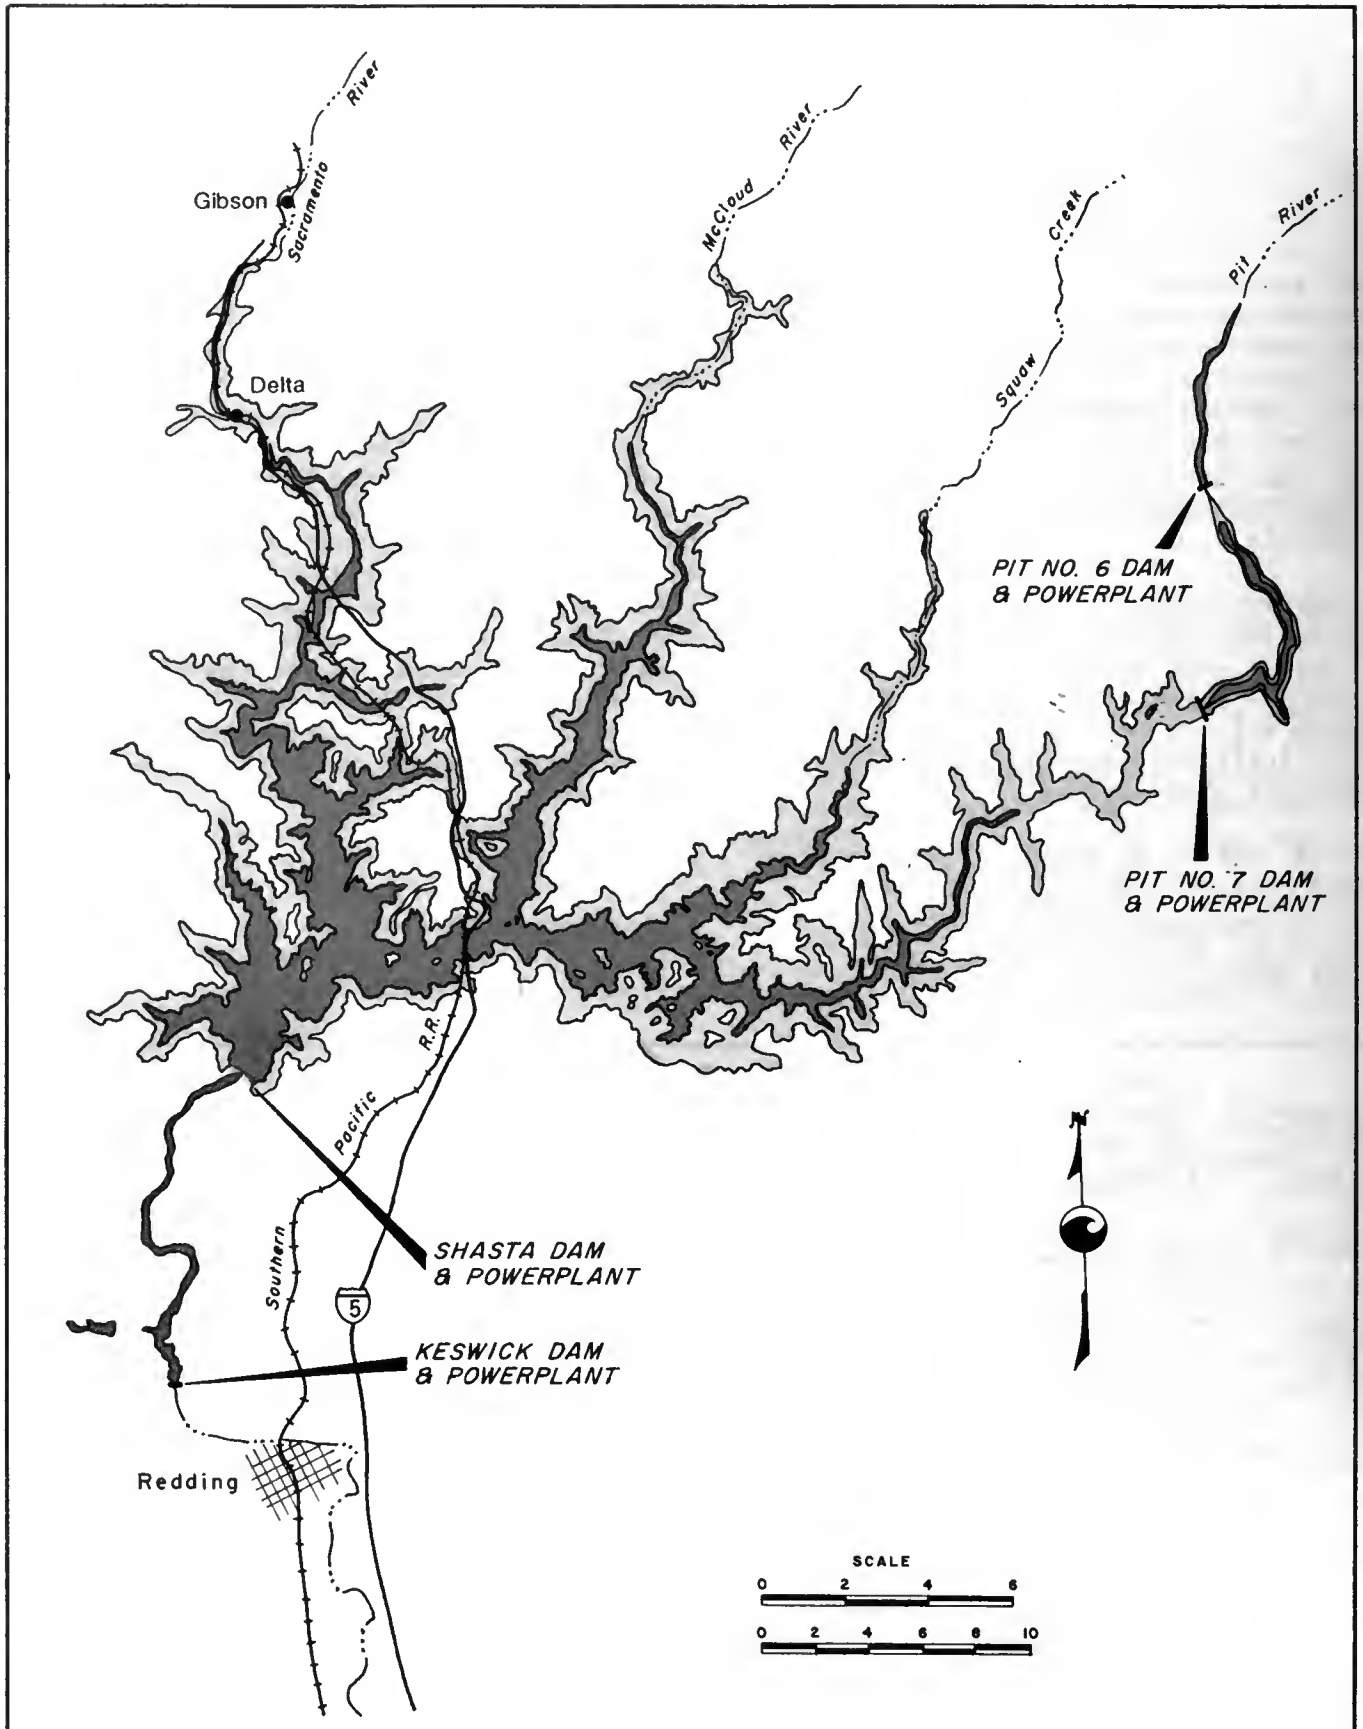 River
Gibson
Sacramento
Delta
McCloud
River
Creek
Squaw
River
Pit
PIT NO. 6 DAM
& POWERPLANT
PIT NO. 7 DAM
& POWERPLANT
R.R.
Pacific
Southern
N
SHASTA DAM
& POWERPLANT
5
KESWICK DAM
& POWERPLANT
Redding
SCALE
0 2 4 6
0 2 4 6 8 10